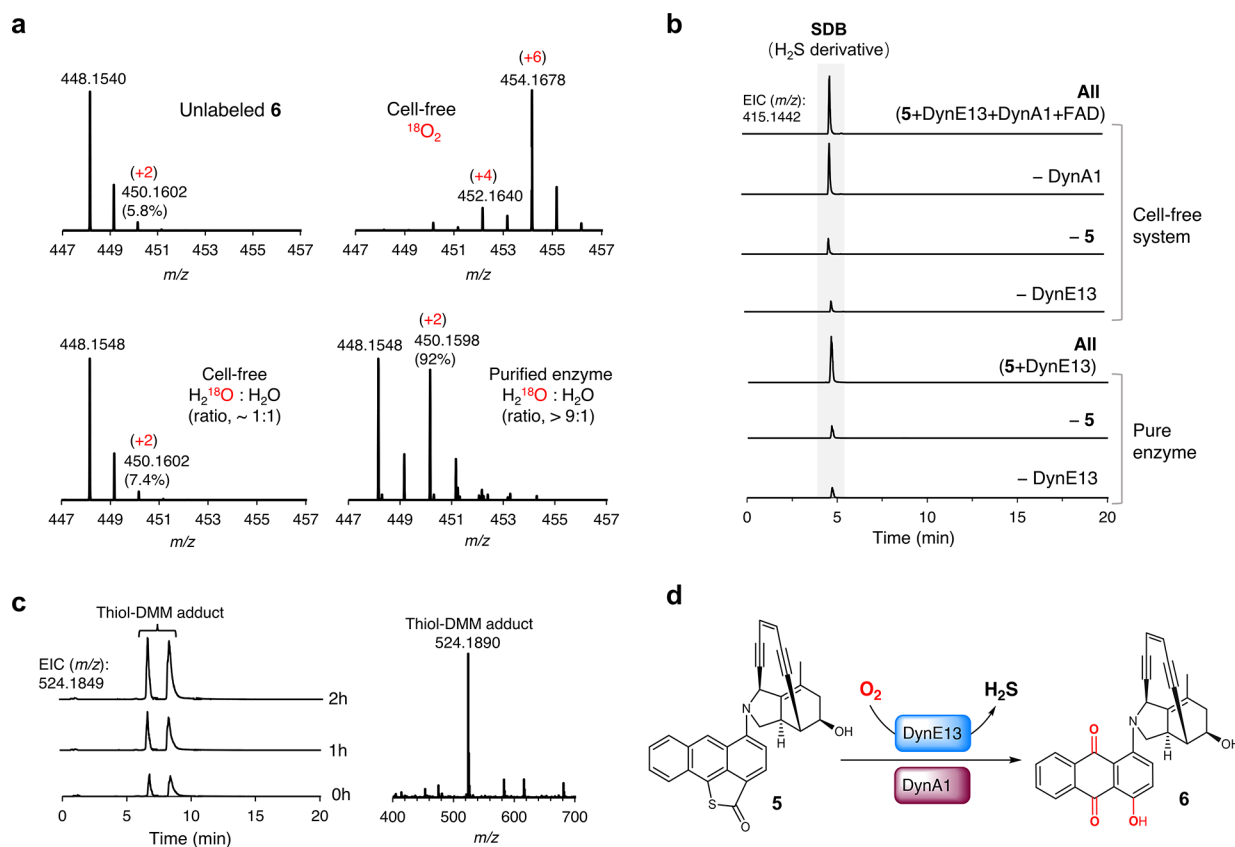 a
448.1540
Unlabeled 6
(+2)
450.1602
(5.8%)
447 449 451 453 455 457
m/z
Cell-free
18O2
(+6)
454.1678
(+4)
452.1640
447 449 451 453 455 457
m/z
448.1548
Cell-free
H218O : H2O
(ratio, ~ 1:1)
(+2)
450.1602
(7.4%)
447 449 451 453 455 457
m/z
(+2)
448.1548
450.1598
(92%)
Purified enzyme
H218O : H2O
(ratio, > 9:1)
447 449 451 453 455 457
m/z
b
SDB
(H2S derivative)
EIC (m/z):
415.1442
All
(5+DynE13+DynA1+FAD)
– DynA1
– 5
– DynE13
Cell-free
system
All
(5+DynE13)
– 5
– DynE13
Pure
enzyme
0 5 10 15 20
Time (min)
c
Thiol-DMM adduct
EIC (m/z):
524.1849
2h
1h
0h
0 5 10 15 20
Time (min)
Thiol-DMM adduct
524.1890
400 500 600 700
m/z
d
N
H
OH
S
O
5
O2
H2S
DynE13
DynA1
N
H
OH
O
O
OH
6